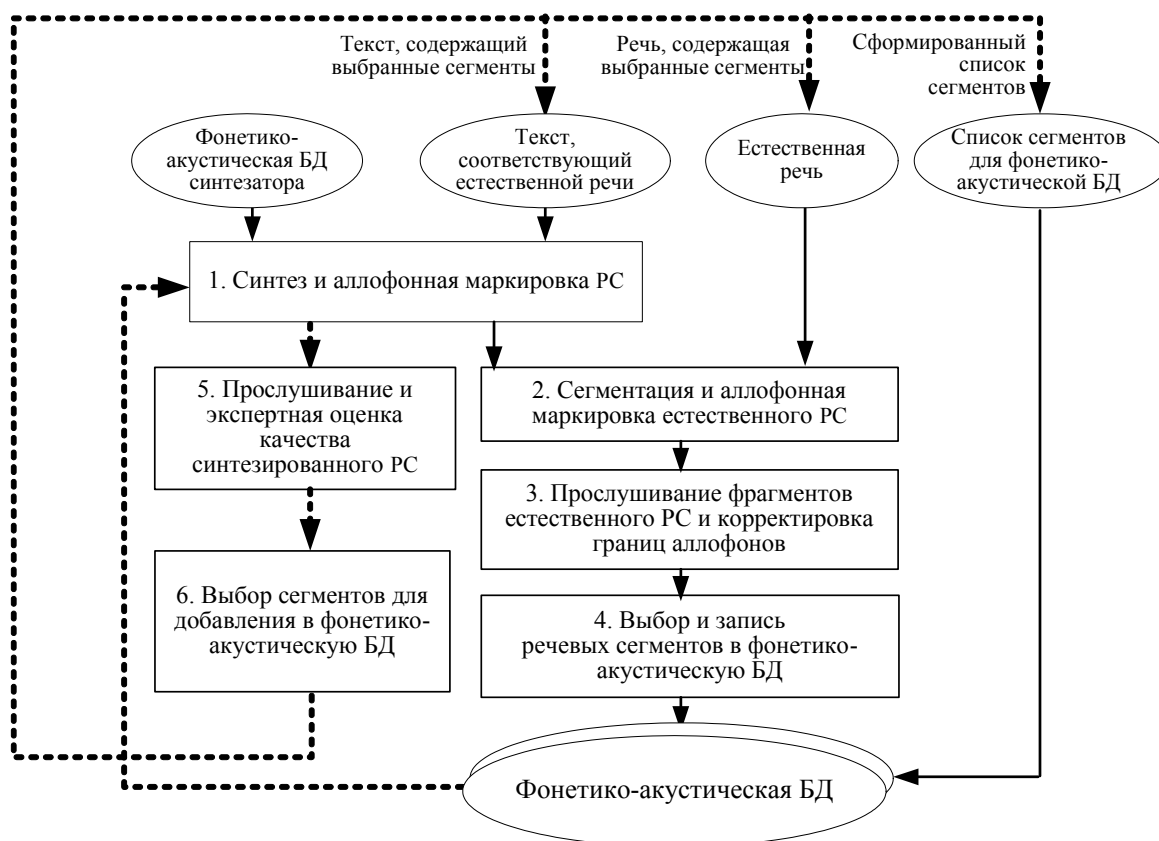 Текст, содержащий
выбранные сегменты
Речь, содержащая
выбранные сегменты
Сформированный
список
сегментов
Фонетико-
акустическая БД
синтезатора
Текст,
соответствующий
естественной речи
Естественная
речь
Список сегментов
для фонетико-
акустической БД
1. Синтез и аллофонная маркировка РС
5. Прослушивание и
экспертная оценка
качества
синтезированного РС
2. Сегментация и аллофонная
маркировка естественного РС
3. Прослушивание фрагментов
естественного РС и корректировка
границ аллофонов
6. Выбор сегментов для
добавления в фонетико-
акустическую БД
4. Выбор и запись
речевых сегментов в фонетико-
акустическую БД
Фонетико-акустическая БД